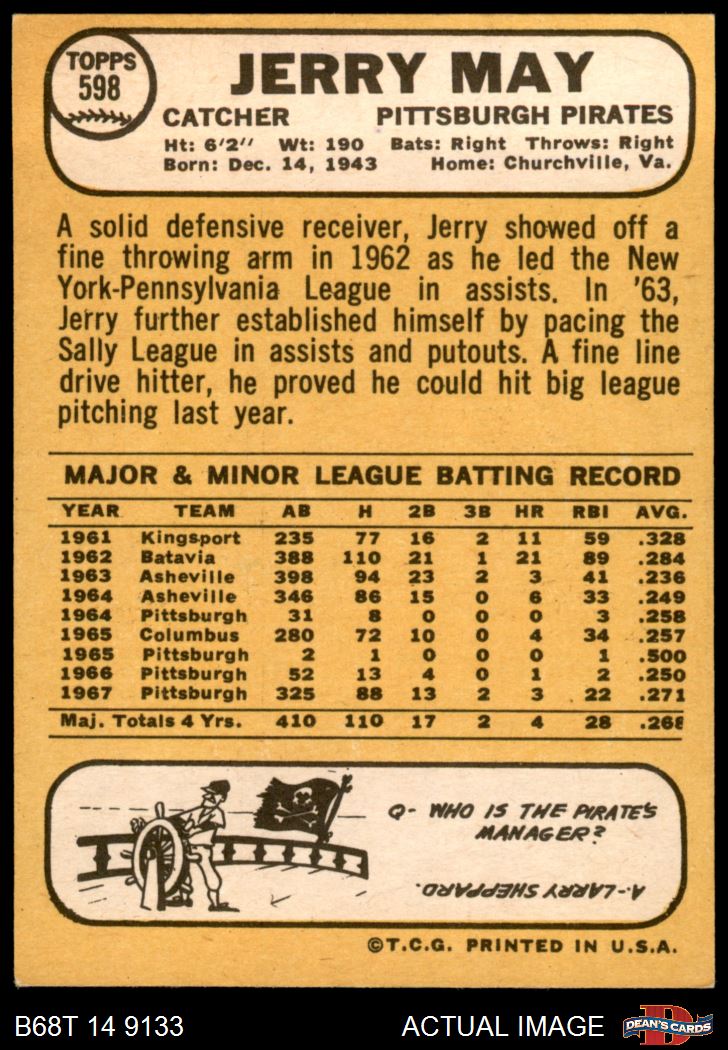 TOPPS
598
JERRY MAY
CATCHER PITTSBURGH PIRATES
Ht: 6'2" Wt: 190 Bats: Right Throws: Right
Born: Dec. 14, 1943 Home: Churchville, Va.
A solid defensive receiver, Jerry showed off a
fine throwing arm in 1962 as he led the New
York-Pennsylvania League in assists. In '63,
Jerry further established himself by pacing the
Sally League in assists and putouts. A fine line
drive hitter, he proved he could hit big league
pitching last year.
MAJOR & MINOR LEAGUE BATTING RECORD
YEAR TEAM AB H 2B 3B HR RBI AVG.
1961 Kingsport 235 77 16 2 11 59 .328
1962 Batavia 388 110 21 1 21 89 .284
1963 Asheville 398 94 23 2 3 41 .236
1964 Asheville 346 86 15 0 6 33 .249
1964 Pittsburgh 31 8 0 0 0 3 .258
1965 Columbus 280 72 10 0 4 34 .257
1965 Pittsburgh 2 1 0 0 0 1 .500
1966 Pittsburgh 52 13 4 0 1 2 .250
1967 Pittsburgh 325 88 13 2 3 22 .271
Maj. Totals 4 Yrs. 410 110 17 2 4 28 .268
Q- WHO IS THE PIRATE'S
MANAGER?
A-LARRY SHEPPARD.
©T.C.G. PRINTED IN U.S.A.
B68T 14 9133 ACTUAL IMAGE DEAN'S CARDS